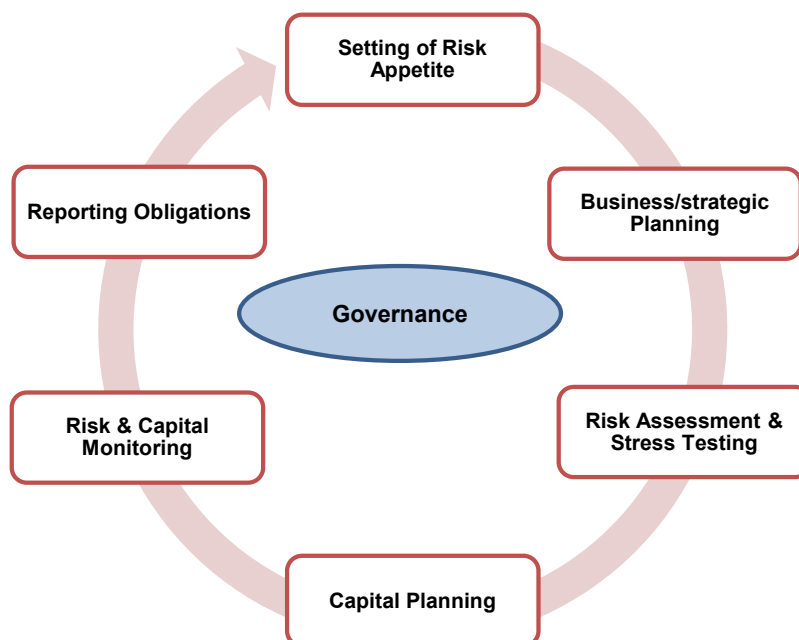 Setting of Risk
Appetite
Business/strategic
Planning
Risk Assessment &
Stress Testing
Capital Planning
Risk & Capital
Monitoring
Reporting Obligations
Governance